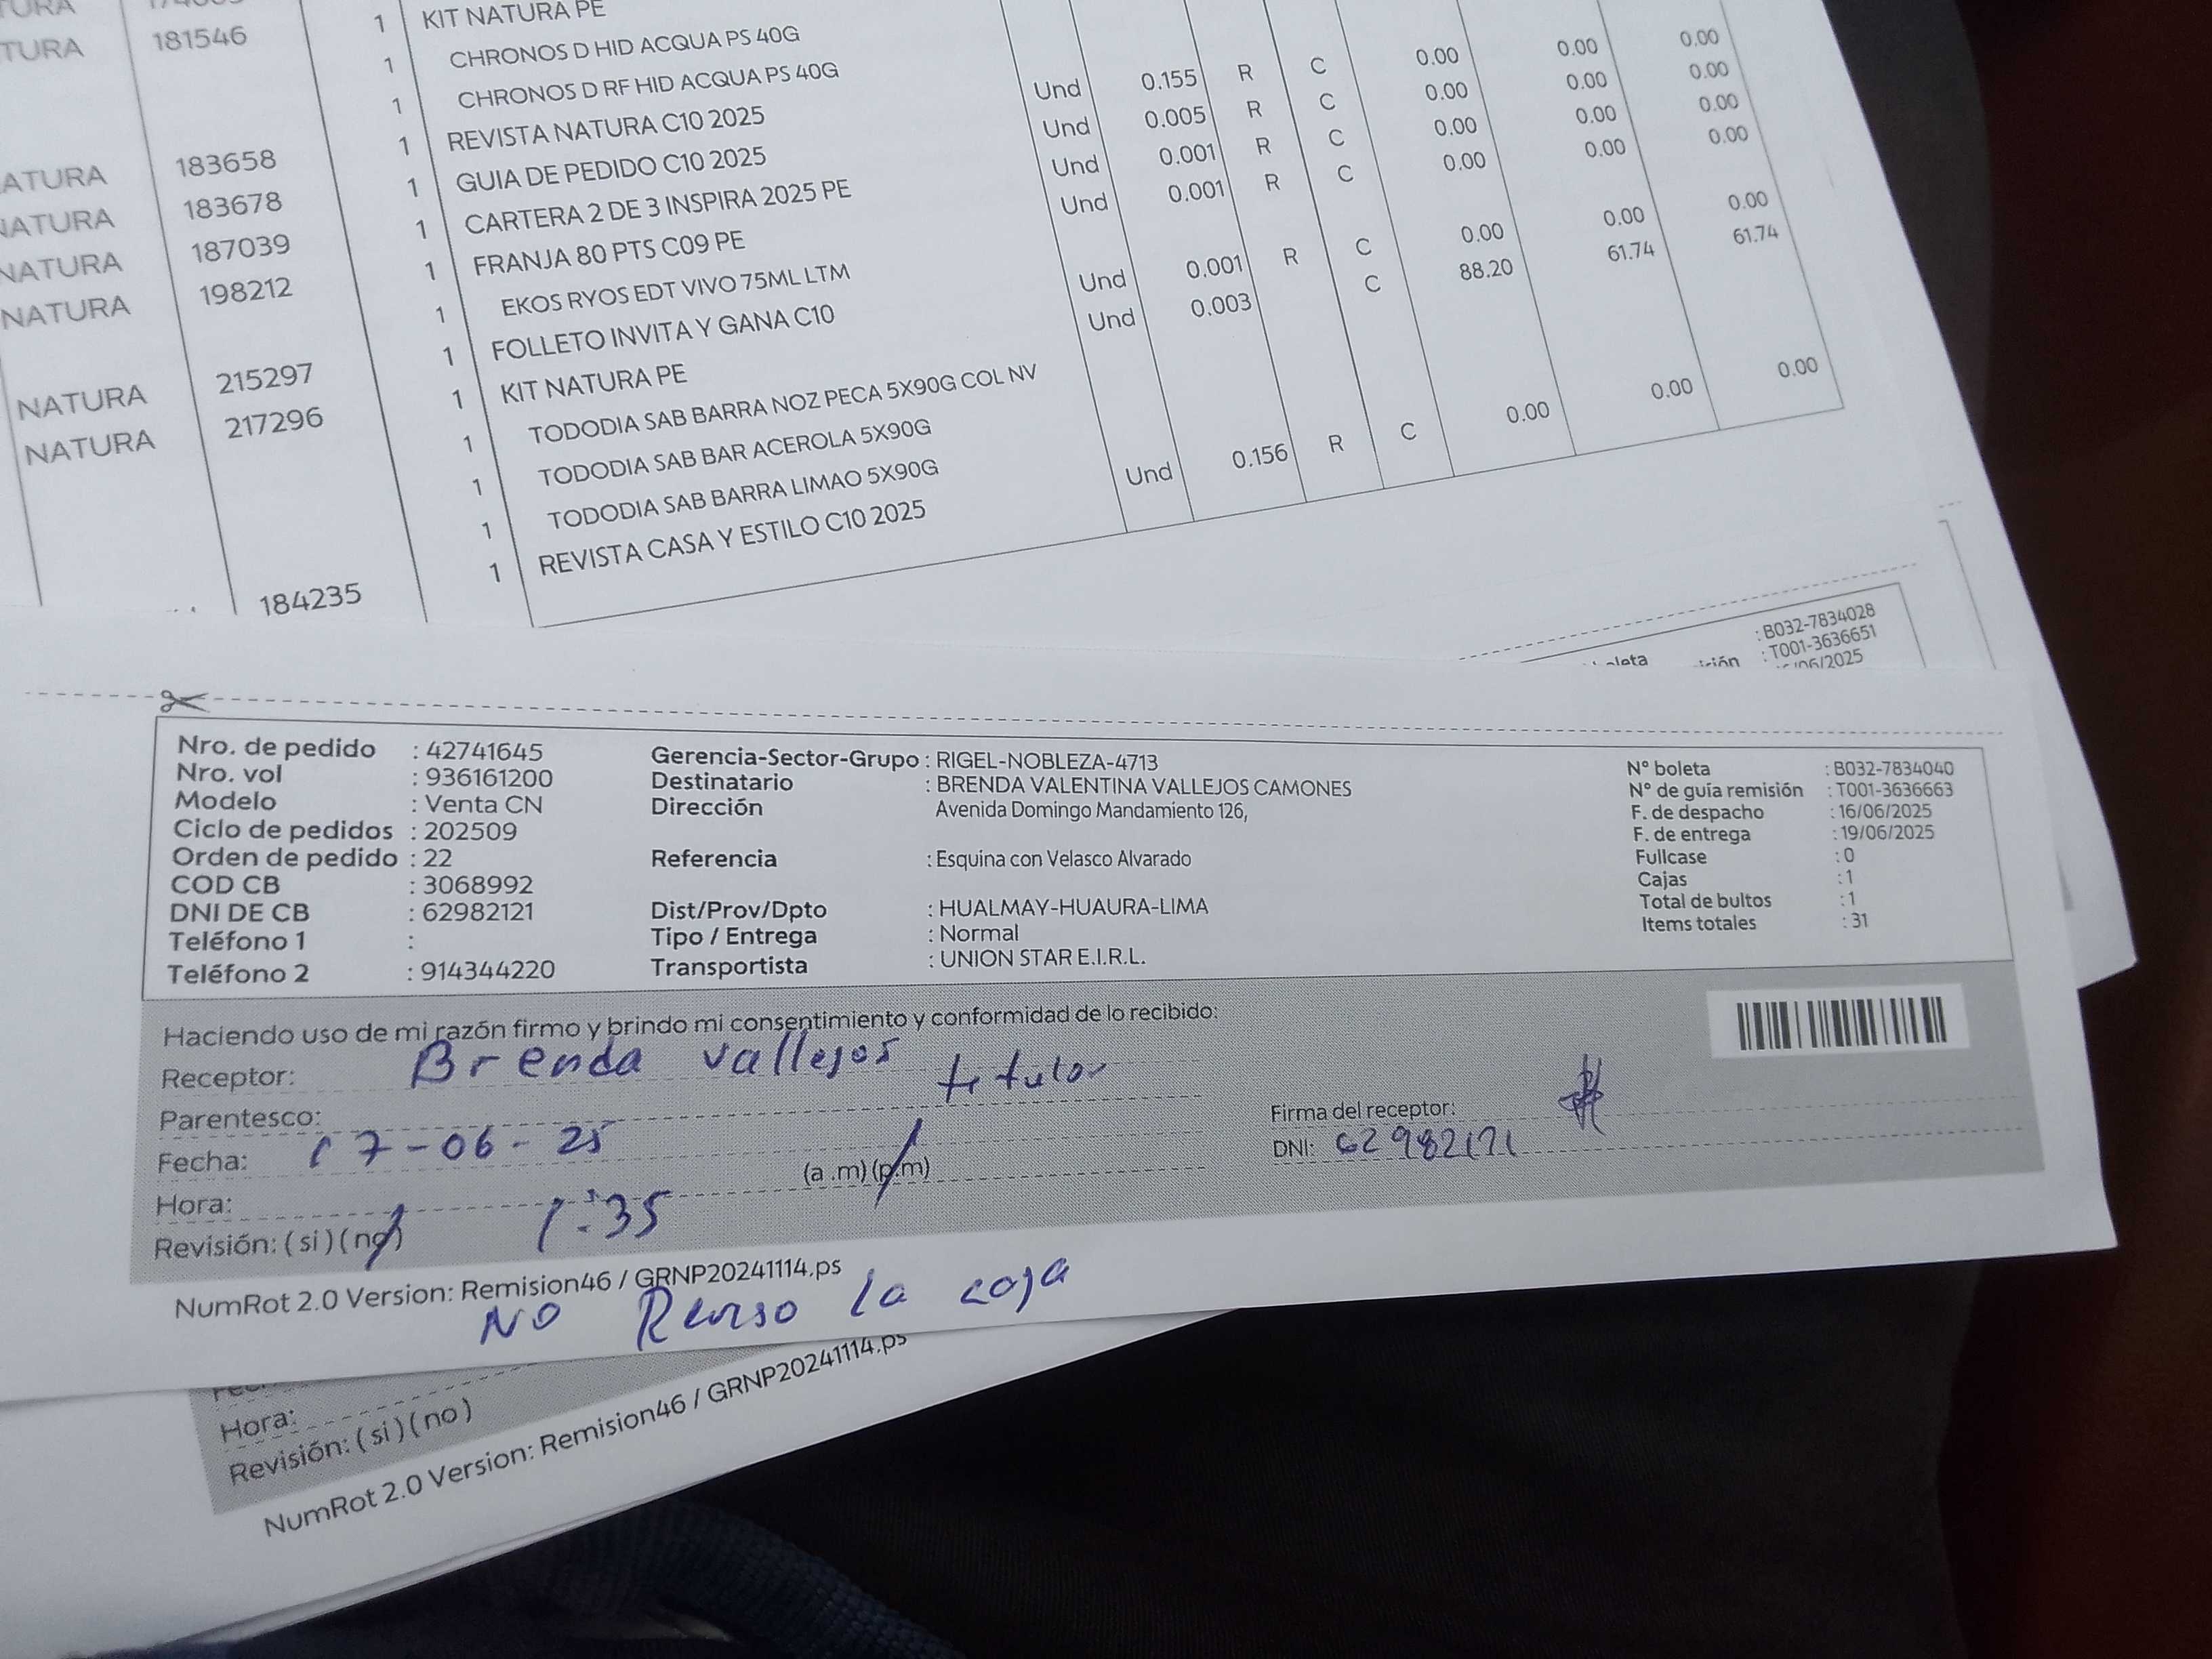 TURA 181546 1 KIT NATURA PE
1 CHRONOS D HID ACQUA PS 40G
1 CHRONOS D RF HID ACQUA PS 40G Und 0.155 R C 0.00 0.00 0.00
ATURA 183658 1 REVISTA NATURA C10 2025 Und 0.005 R C 0.00 0.00 0.00
NATURA 183678 1 GUIA DE PEDIDO C10 2025 Und 0.001 R C 0.00 0.00 0.00
NATURA 187039 1 CARTERA 2 DE 3 INSPIRA 2025 PE Und 0.001 R C 0.00 0.00 0.00
NATURA 198212 1 FRANJA 80 PTS C09 PE
1 EKOS RYOS EDT VIVO 75ML LTM Und 0.001 R C 0.00 0.00 0.00
NATURA 215297 1 FOLLETO INVITA Y GANA C10 Und 0.003 C 88.20 61.74 61.74
NATURA 217296 1 KIT NATURA PE
1 TODODIA SAB BARRA NOZ PECA 5X90G COL NV
1 TODODIA SAB BAR ACEROLA 5X90G
1 TODODIA SAB BARRA LIMAO 5X90G Und 0.156 R C 0.00 0.00 0.00
184235 1 REVISTA CASA Y ESTILO C10 2025
: B032-7834028
: T001-3636651
/06/2025
Nro. de pedido : 42741645 Gerencia-Sector-Grupo : RIGEL-NOBLEZA-4713 N° boleta : B032-7834040
Nro. vol : 936161200 Destinatario : BRENDA VALENTINA VALLEJOS CAMONES N° de guía remisión : T001-3636663
Modelo : Venta CN Dirección Avenida Domingo Mandamiento 126, F. de despacho : 16/06/2025
Ciclo de pedidos : 202509 F. de entrega : 19/06/2025
Orden de pedido : 22 Referencia : Esquina con Velasco Alvarado Fullcase : 0
COD CB : 3068992 Cajas : 1
DNI DE CB : 62982121 Dist/Prov/Dpto : HUALMAY-HUAURA-LIMA Total de bultos : 1
Teléfono 1 : Tipo / Entrega : Normal Items totales : 31
Teléfono 2 : 914344220 Transportista : UNION STAR E.I.R.L.
Haciendo uso de mi razón firmo y brindo mi consentimiento y conformidad de lo recibido:
Receptor: Brenda vallejos
titular
Parentesco: Firma del receptor:
Fecha: 17-06-25 DNI: 62982121
Hora: 1:35 (a .m)(p.m)
Revisión: (si)(no)
NumRot 2.0 Version: Remision46 / GRNP20241114.ps
NO Reviso la caja
Hora:
Revisión: (si)(no)
NumRot 2.0 Version: Remision46 / GRNP20241114.ps